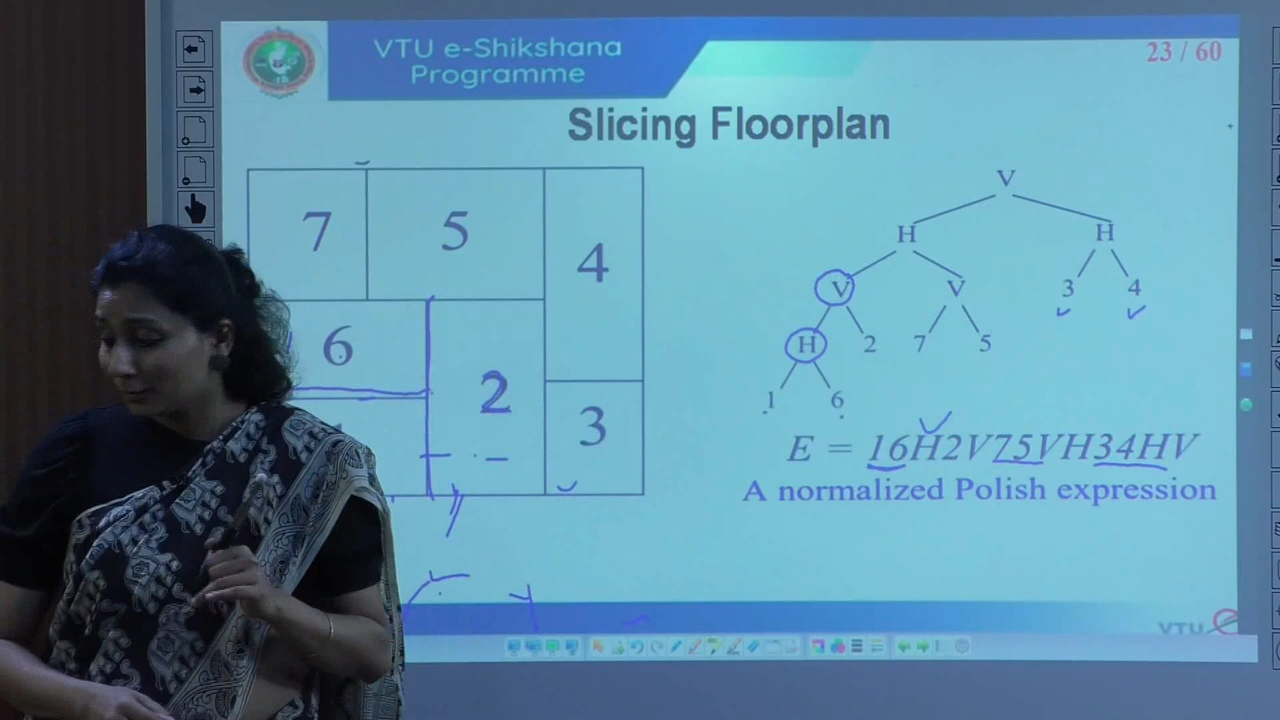 VTU e-Shikshana
Programme
23 / 60
Slicing Floorplan
7 5 4
6 2 3
V
H H
V V 3 4
H 2 7 5
1 6
E = 16H2V75VH34HV
A normalized Polish expression
VTU